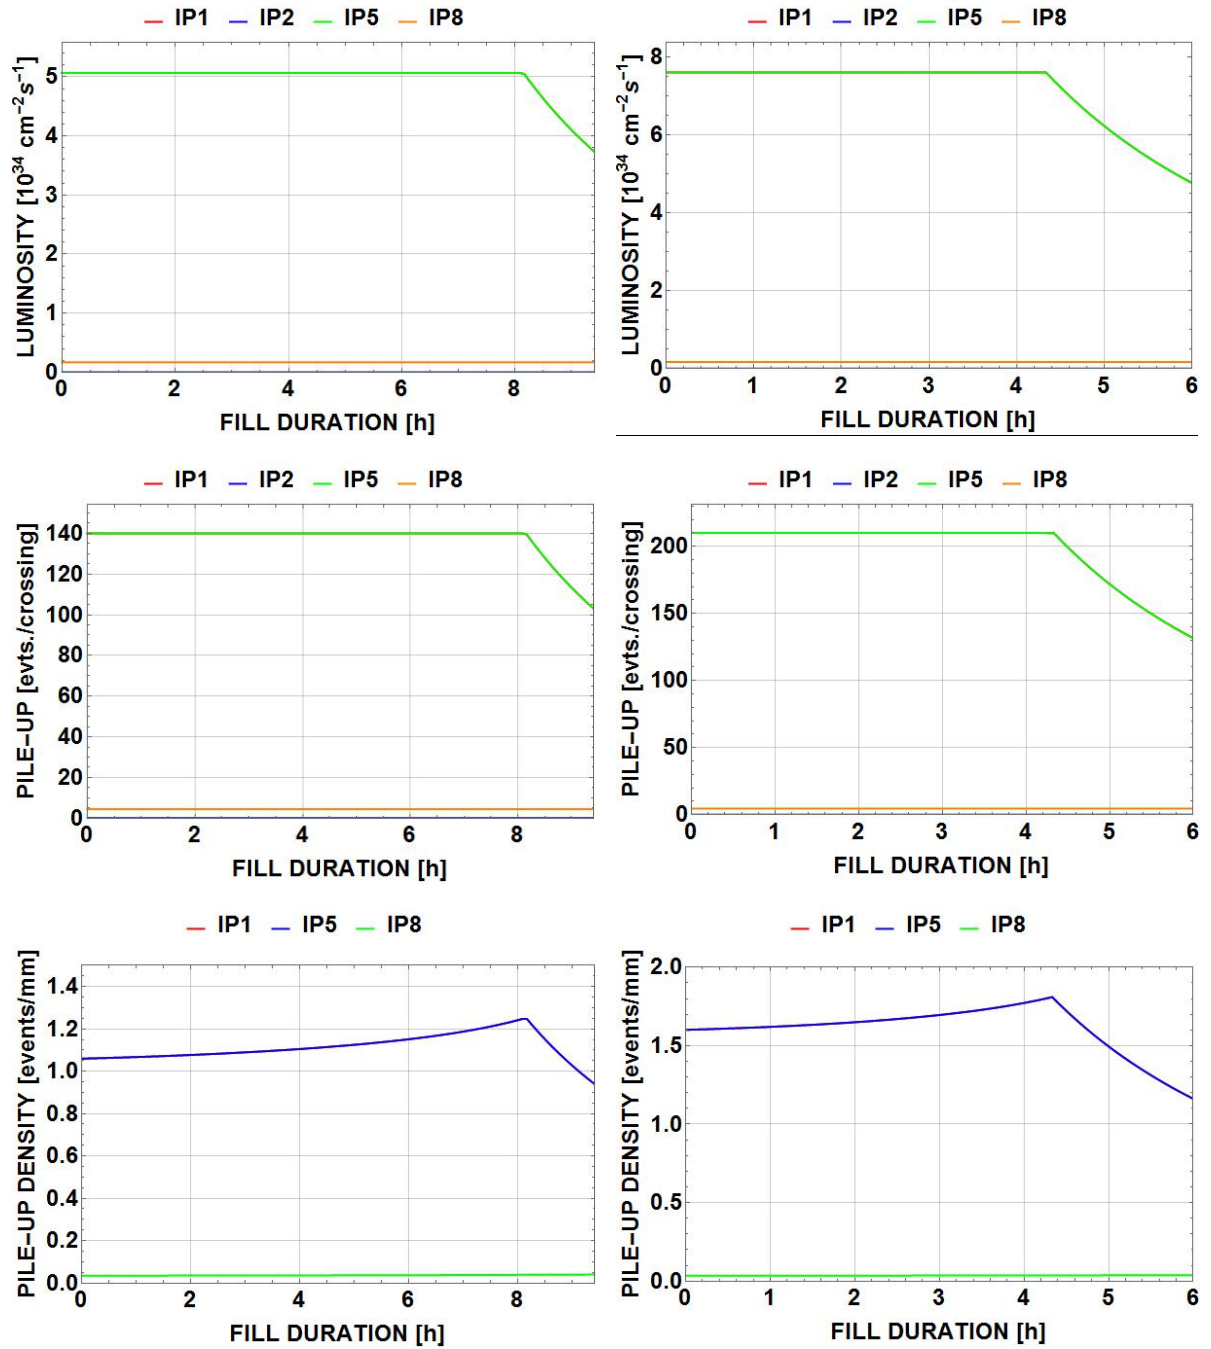 IP1 IP2 IP5 IP8
LUMINOSITY [10³⁴ cm⁻²s⁻¹]
5
4
3
2
1
0
0 2 4 6 8
FILL DURATION [h]
IP1 IP2 IP5 IP8
LUMINOSITY [10³⁴ cm⁻²s⁻¹]
8
6
4
2
0
0 1 2 3 4 5 6
FILL DURATION [h]
IP1 IP2 IP5 IP8
PILE−UP [evts./crossing]
140
120
100
80
60
40
20
0
0 2 4 6 8
FILL DURATION [h]
IP1 IP2 IP5 IP8
PILE−UP [evts./crossing]
200
150
100
50
0
0 1 2 3 4 5 6
FILL DURATION [h]
IP1 IP5 IP8
PILE−UP DENSITY [events/mm]
1.4
1.2
1.0
0.8
0.6
0.4
0.2
0.0
0 2 4 6 8
FILL DURATION [h]
IP1 IP5 IP8
PILE−UP DENSITY [events/mm]
2.0
1.5
1.0
0.5
0.0
0 1 2 3 4 5 6
FILL DURATION [h]